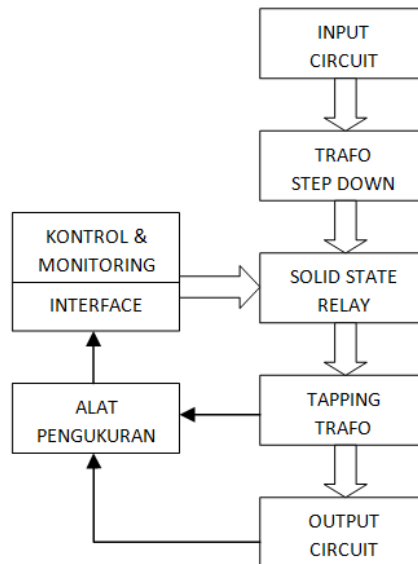 INPUT
CIRCUIT
TRAFO
STEP DOWN
KONTROL &
MONITORING
INTERFACE
SOLID STATE
RELAY
ALAT
PENGUKURAN
TAPPING
TRAFO
OUTPUT
CIRCUIT